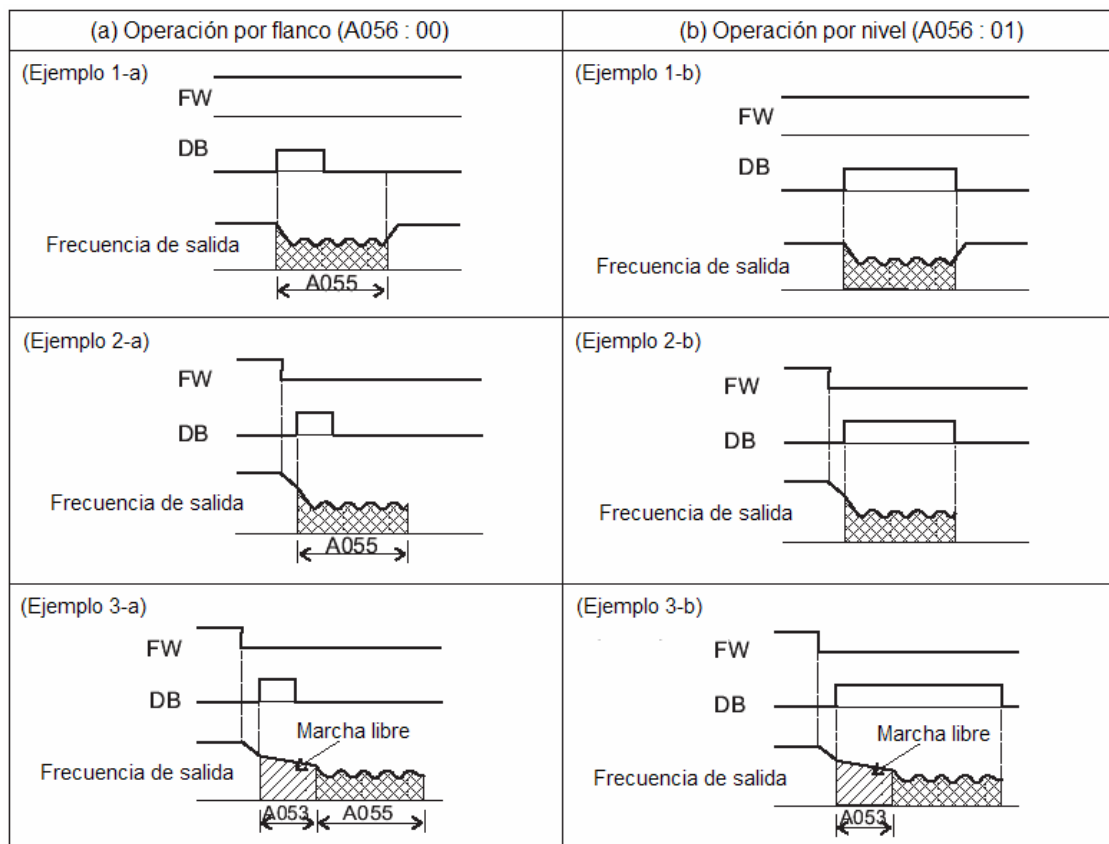 (a) Operación por flanco (A056 : 00)
(b) Operación por nivel (A056 : 01)
(Ejemplo 1-a)
FW
DB
Frecuencia de salida
A055
(Ejemplo 1-b)
FW
DB
Frecuencia de salida
(Ejemplo 2-a)
FW
DB
Frecuencia de salida
A055
(Ejemplo 2-b)
FW
DB
Frecuencia de salida
(Ejemplo 3-a)
FW
DB
Marcha libre
Frecuencia de salida
A053
A055
(Ejemplo 3-b)
FW
DB
Marcha libre
Frecuencia de salida
A053